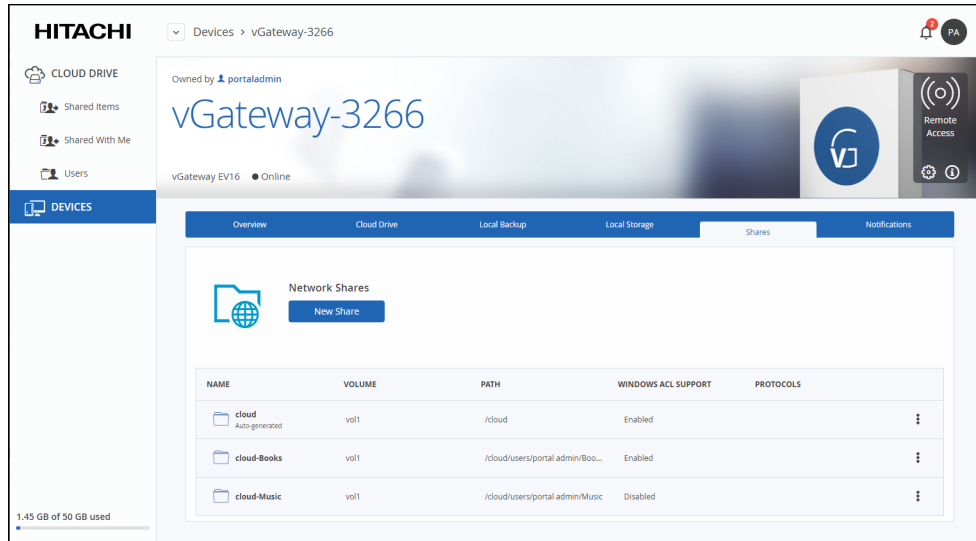 HITACHI
Devices > vGateway-3266
2
PA
CLOUD DRIVE
Shared Items
Shared With Me
Users
DEVICES
1.45 GB of 50 GB used
Owned by portaladmin
vGateway-3266
vGateway EV16 Online
Remote
Access
Overview Cloud Drive Local Backup Local Storage Shares Notifications
Network Shares
New Share
NAME VOLUME PATH WINDOWS ACL SUPPORT PROTOCOLS
cloud
Auto-generated
vol1 /cloud Enabled
cloud-Books vol1 /cloud/users/portal admin/Boo... Enabled
cloud-Music vol1 /cloud/users/portal admin/Music Disabled